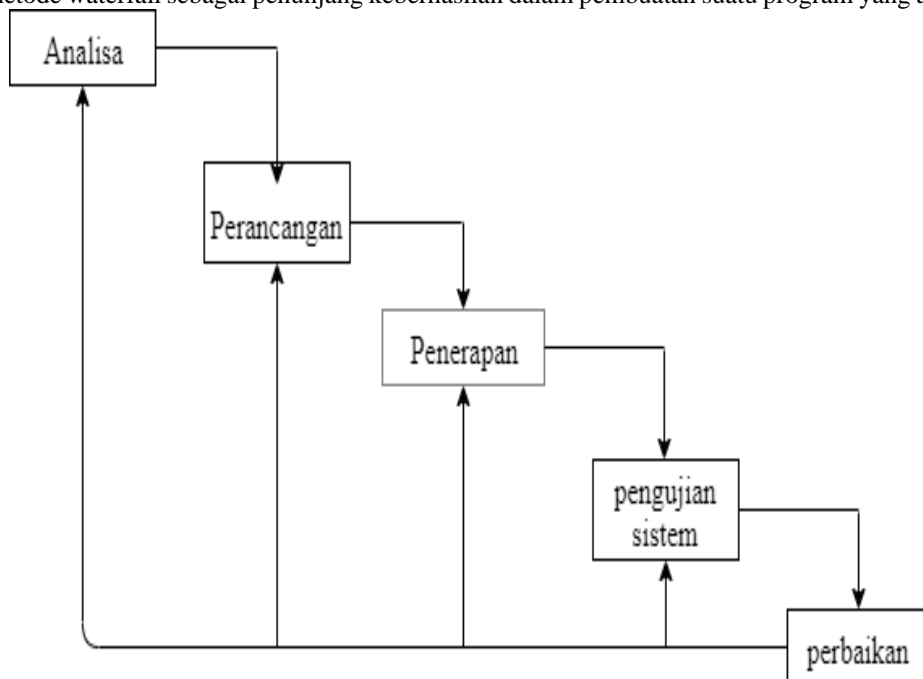 metode waterfall sebagai penunjang keberhasilan dalam pembuatan suatu program yang
Analisa
Perancangan
Penerapan
pengujian
sistem
perbaikan